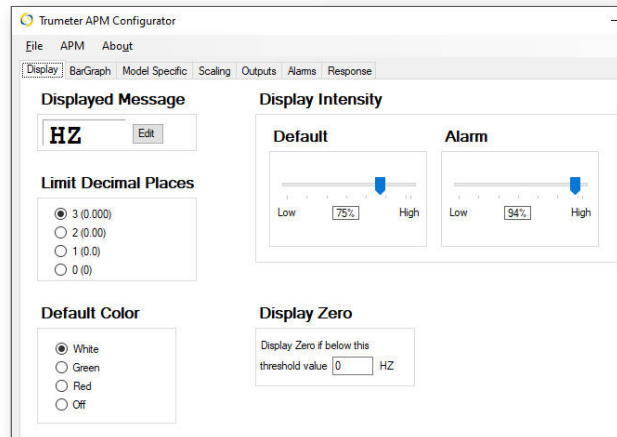 Trumeter APM Configurator
File APM About
Display BarGraph Model Specific Scaling Outputs Alarms Response
Displayed Message
HZ Edit
Limit Decimal Places
3 (0.000)
2 (0.00)
1 (0.0)
0 (0)
Default Color
White
Green
Red
Off
Display Intensity
Default
Low 75% High
Alarm
Low 94% High
Display Zero
Display Zero if below this
threshold value 0 HZ